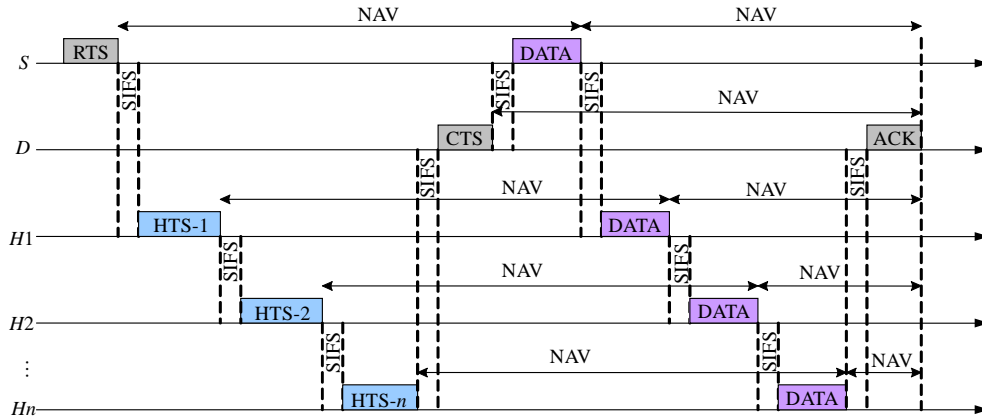 NAV NAV
RTS DATA
S
SIFS SIFS SIFS
NAV
CTS ACK
D
SIFS SIFS
NAV NAV
HTS-1 DATA
H1
SIFS SIFS
NAV NAV
HTS-2 DATA
H2
SIFS SIFS
⋮
NAV NAV
HTS-n DATA
Hn